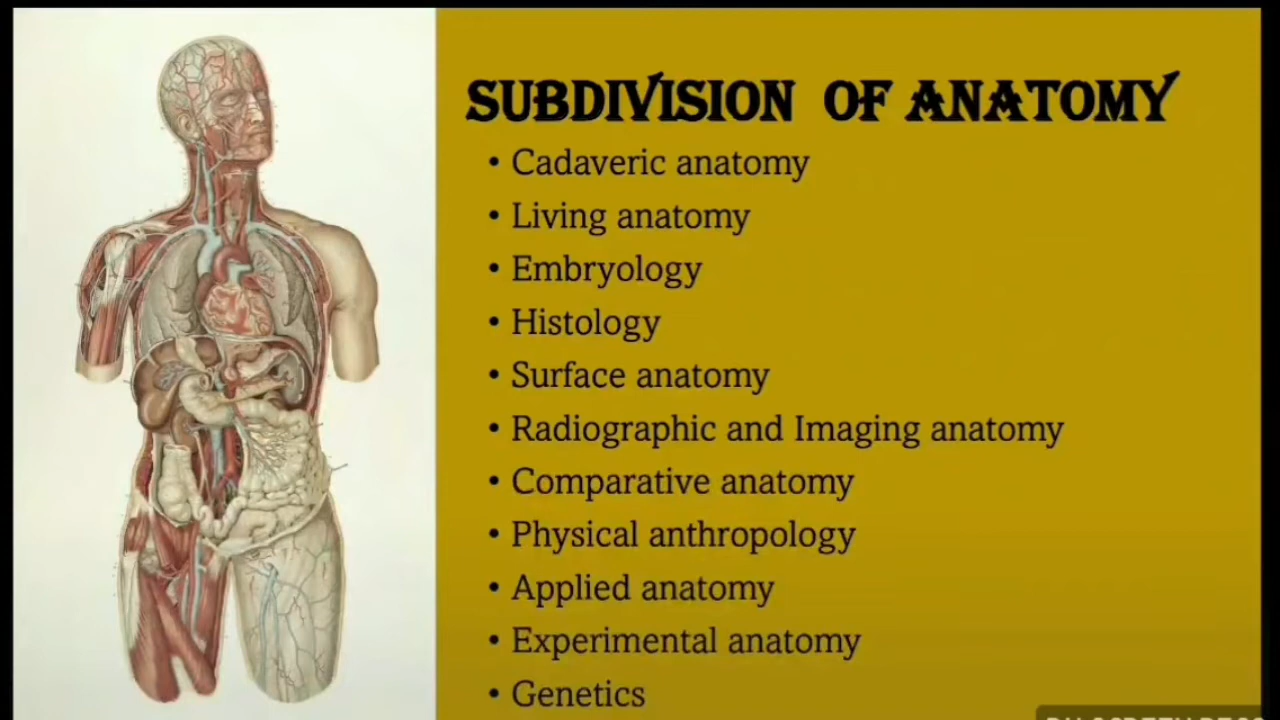 SUBDIVISION OF ANATOMY
• Cadaveric anatomy
• Living anatomy
• Embryology
• Histology
• Surface anatomy
• Radiographic and Imaging anatomy
• Comparative anatomy
• Physical anthropology
• Applied anatomy
• Experimental anatomy
• Genetics